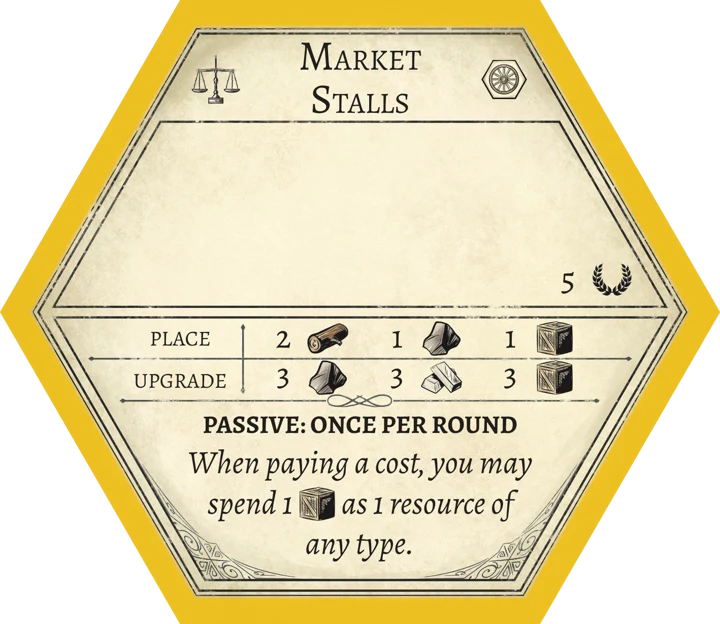 Market
Stalls
5
PLACE 2 1 1
UPGRADE 3 3 3
PASSIVE: ONCE PER ROUND
When paying a cost, you may
spend 1 as 1 resource of
any type.